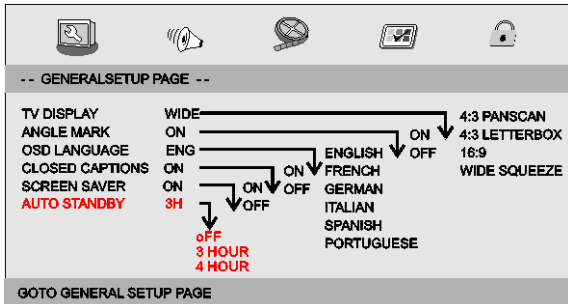 -- GENERALSETUP PAGE --
TV DISPLAY WIDE 4:3 PANSCAN
ANGLE MARK ON ON 4:3 LETTERBOX
OSD LANGUAGE ENG ENGLISH OFF 16:9
CLOSED CAPTIONS ON ON FRENCH WIDE SQUEEZE
SCREEN SAVER ON ON OFF GERMAN
AUTO STANDBY 3H OFF ITALIAN
SPANISH
oFF PORTUGUESE
3 HOUR
4 HOUR
GOTO GENERAL SETUP PAGE